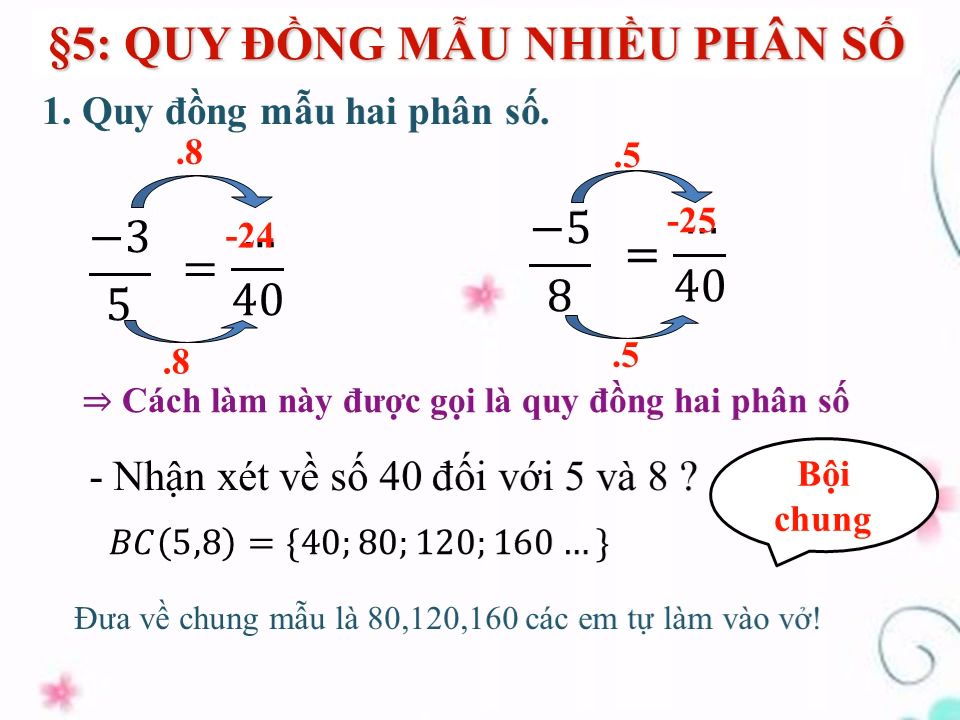 §5: QUY ĐỒNG MẪU NHIỀU PHÂN SỐ
1. Quy đồng mẫu hai phân số.
.8 .5
−3 -24 −5 -25
= ... = ...
5 40 8 40
.8 .5
⇒ Cách làm này được gọi là quy đồng hai phân số
- Nhận xét về số 40 đối với 5 và 8 ?
Bội
chung
BC(5,8) = {40; 80; 120; 160 … }
Đưa về chung mẫu là 80,120,160 các em tự làm vào vở!